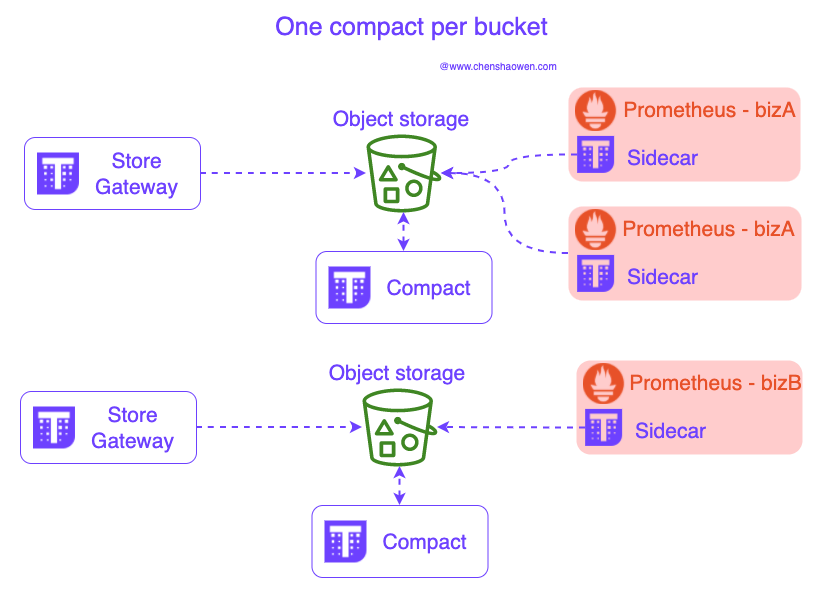 One compact per bucket
@www.chenshaowen.com
Object storage
Prometheus - bizA
Sidecar
Store
Gateway
Prometheus - bizA
Sidecar
Compact
Object storage
Prometheus - bizB
Sidecar
Store
Gateway
Compact